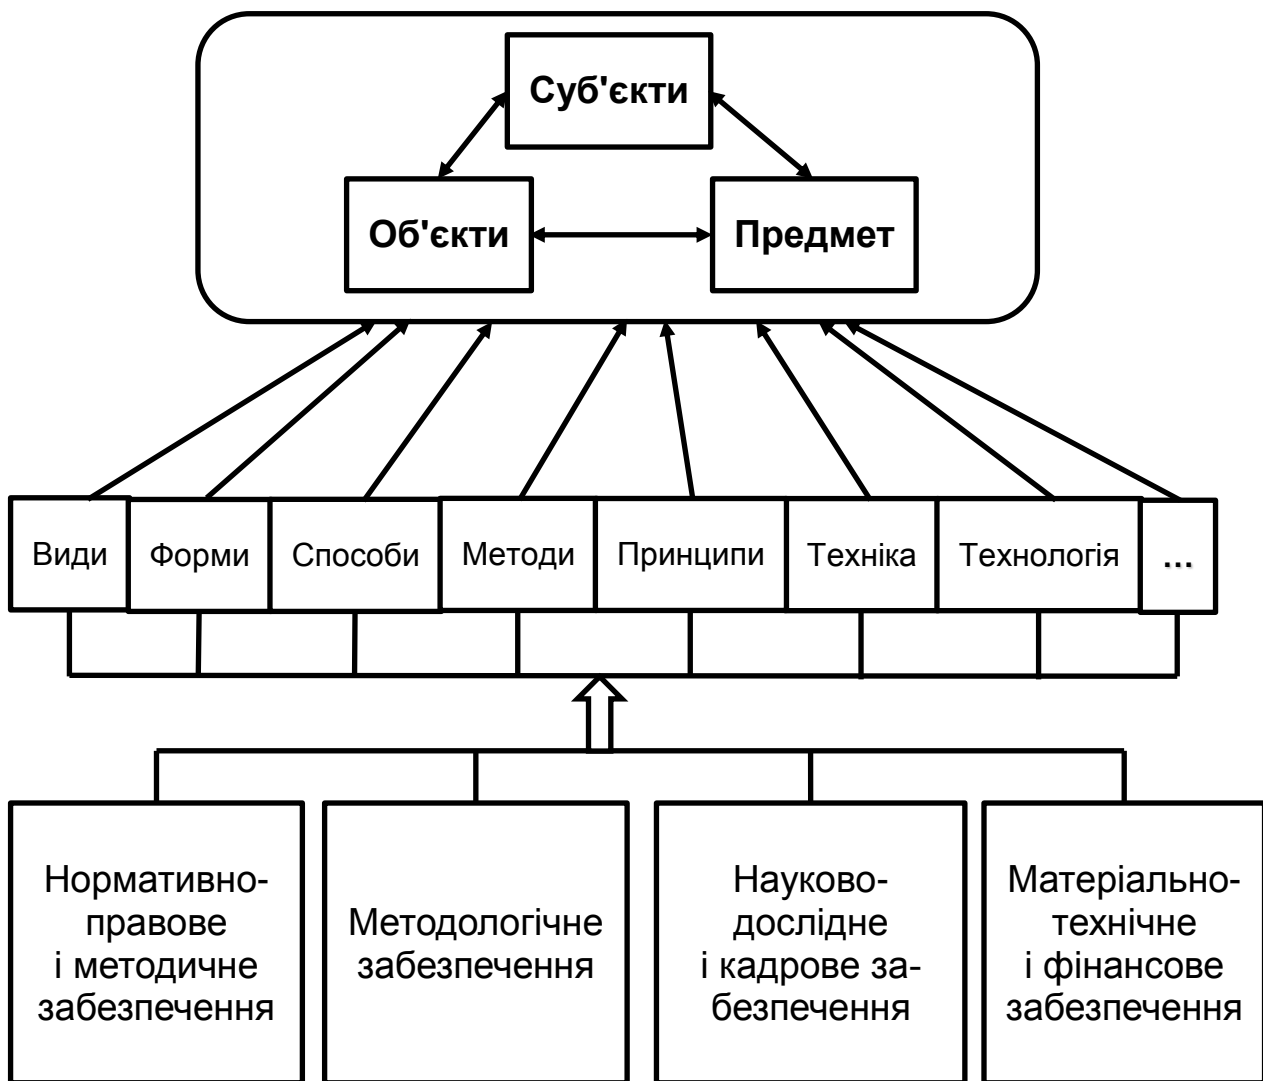 Суб'єкти
Об'єкти
Предмет
Види
Форми
Способи
Методи
Принципи
Техніка
Технологія
...
Нормативно-
правове
і методичне
забезпечення
Методологічне
забезпечення
Науково-
дослідне
і кадрове за-
безпечення
Матеріально-
технічне
і фінансове
забезпечення